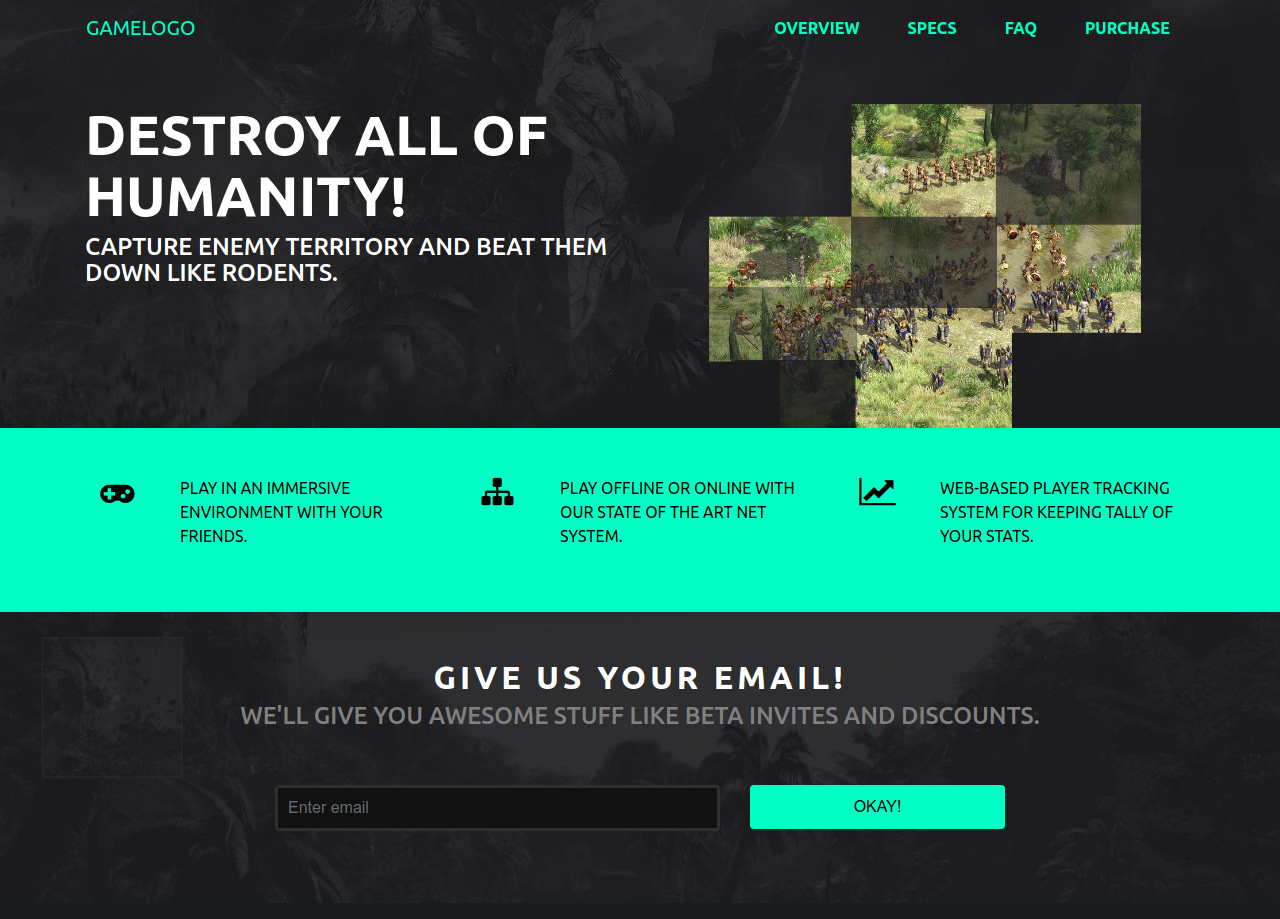 GAMELOGO
OVERVIEW SPECS FAQ PURCHASE
DESTROY ALL OF
HUMANITY!
CAPTURE ENEMY TERRITORY AND BEAT THEM
DOWN LIKE RODENTS.
PLAY IN AN IMMERSIVE
ENVIRONMENT WITH YOUR
FRIENDS.
PLAY OFFLINE OR ONLINE WITH
OUR STATE OF THE ART NET
SYSTEM.
WEB-BASED PLAYER TRACKING
SYSTEM FOR KEEPING TALLY OF
YOUR STATS.
GIVE US YOUR EMAIL!
WE'LL GIVE YOU AWESOME STUFF LIKE BETA INVITES AND DISCOUNTS.
Enter email
OKAY!